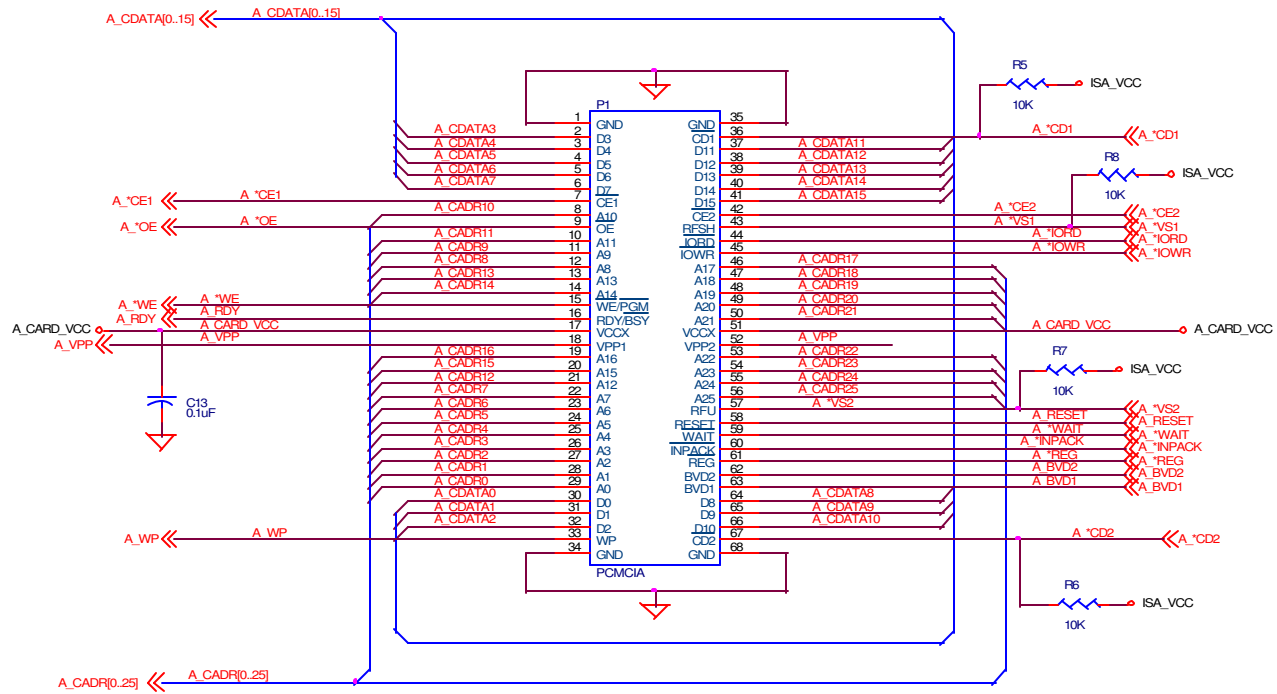 A_CDATA[0..15] A_CDATA[0..15]
R5
ISA_VCC
10K
P1
1 GND GND 35
2 D3 CD1 36 A_*CD1 A_*CD1
A_CDATA3 3 D4 D11 37 A_CDATA11
A_CDATA4 4 D5 D12 38 A_CDATA12
A_CDATA5 5 D6 D13 39 A_CDATA13
A_CDATA6 6 D7 D14 40 A_CDATA14
A_CDATA7 7 CE1 D15 41 A_CDATA15
R8
ISA_VCC
10K
A_*CE1 A_*CE1
A_CADR10 8 A10 CE2 42 A_*CE2 A_*CE2
A_*OE A_*OE 9 OE RFSH 43 A_*VS1 A_*VS1
A_CADR11 10 A11 IORD 44 A_*IORD A_*IORD
A_CADR9 11 A9 IOWR 45 A_*IOWR A_*IOWR
A_CADR8 12 A8 A17 46 A_CADR17
A_CADR13 13 A13 A18 47 A_CADR18
A_CADR14 14 A14 A19 48 A_CADR19
A_*WE A_*WE 15 WE/PGM A20 49 A_CADR20
A_RDY A_RDY 16 RDY/BSY A21 50 A_CADR21
A_CARD_VCC A_CARD_VCC 17 VCCX VCCX 51 A_CARD_VCC A_CARD_VCC
A_VPP A_VPP 18 VPP1 VPP2 52 A_VPP
A_CADR16 19 A16 A22 53 A_CADR22
A_CADR15 20 A15 A23 54 A_CADR23
A_CADR12 21 A12 A24 55 A_CADR24
A_CADR7 22 A7 A25 56 A_CADR25
R7
ISA_VCC
10K
C13
0.1uF
A_CADR6 23 A6 RFU 57 A_*VS2 A_*VS2
A_CADR5 24 A5 RESET 58 A_RESET A_RESET
A_CADR4 25 A4 WAIT 59 A_*WAIT A_*WAIT
A_CADR3 26 A3 INPACK 60 A_*INPACK A_*INPACK
A_CADR2 27 A2 REG 61 A_*REG A_*REG
A_CADR1 28 A1 BVD2 62 A_BVD2 A_BVD2
A_CADR0 29 A0 BVD1 63 A_BVD1 A_BVD1
A_CDATA0 30 D0 D8 64 A_CDATA8
A_CDATA1 31 D1 D9 65 A_CDATA9
A_CDATA2 32 D2 D10 66 A_CDATA10
A_WP A_WP 33 WP CD2 67 A_*CD2 A_*CD2
34 GND GND 68
PCMCIA
R6
ISA_VCC
10K
A_CADR[0..25] A_CADR[0..25]